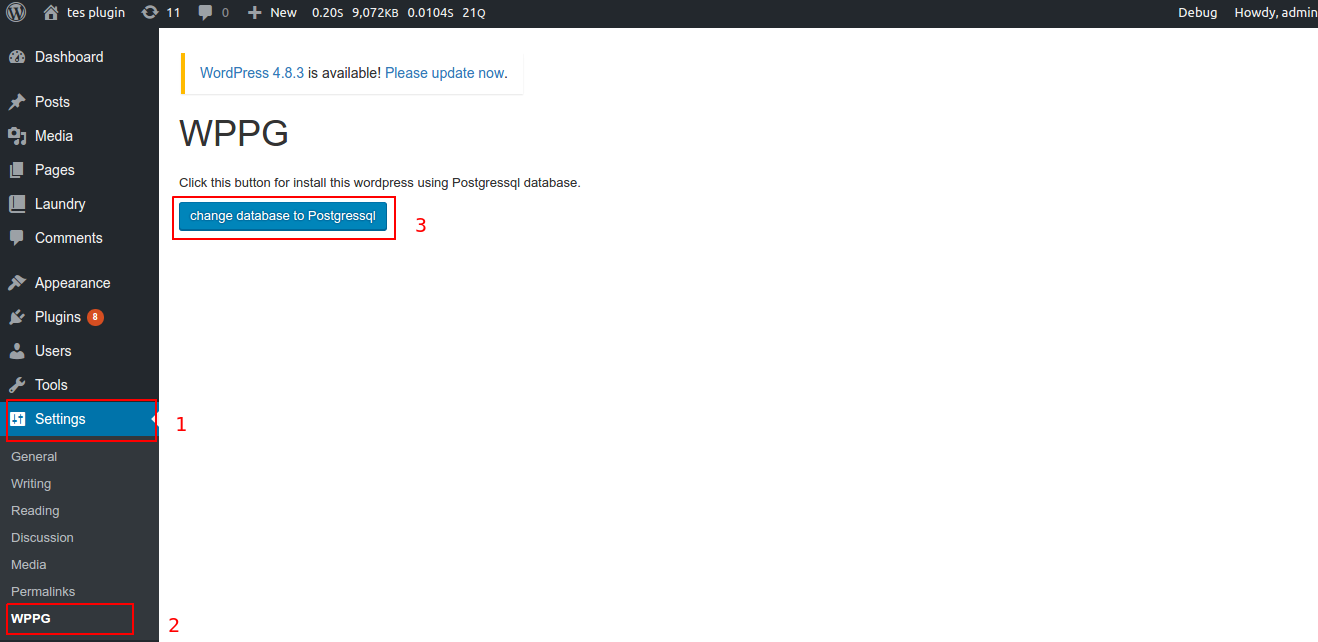 tes plugin 11 0 New 0.20S 9,072KB 0.0104S 21Q Debug Howdy, admin
Dashboard
Posts
Media
Pages
Laundry
Comments
Appearance
Plugins 8
Users
Tools
Settings
1
General
Writing
Reading
Discussion
Media
Permalinks
WPPG
2
WordPress 4.8.3 is available! Please update now.
WPPG
Click this button for install this wordpress using Postgressql database.
change database to Postgressql
3